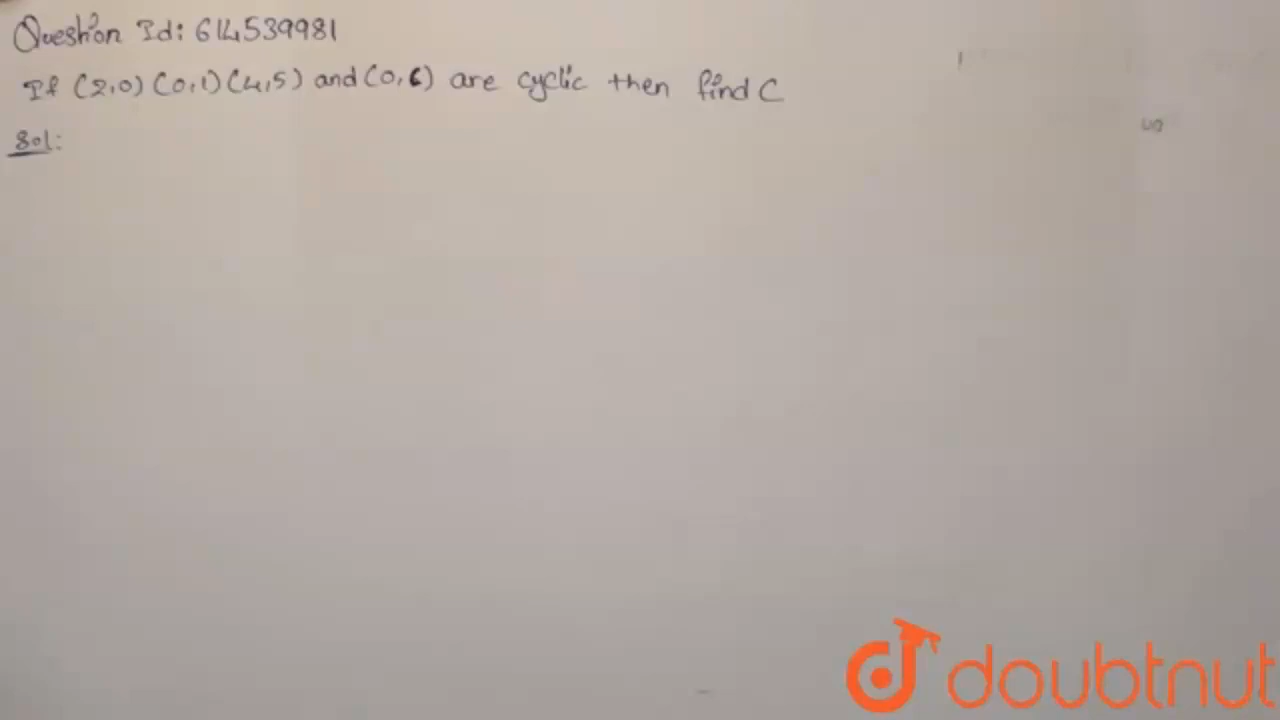 Question Id: 614539981
If (2,0) (0,1) (4,5) and (0,6) are cyclic then find C
Sol:
doubtnut